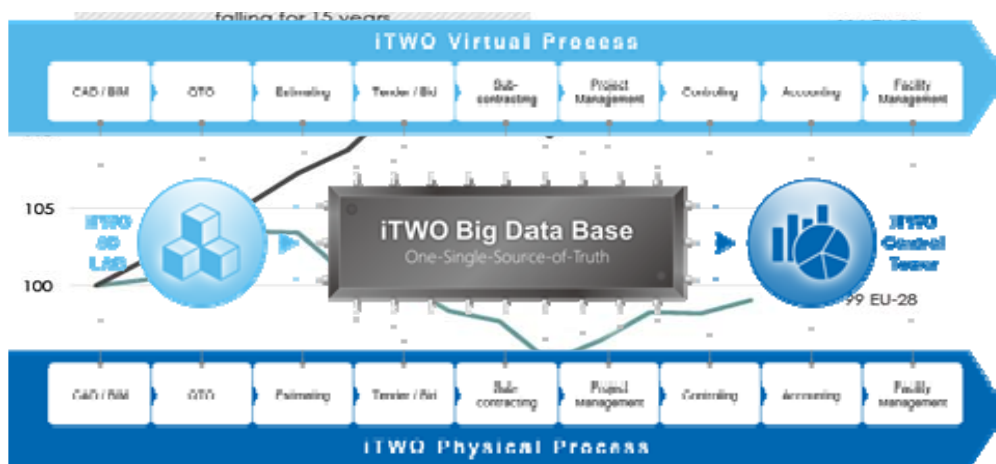 falling for 15 years
iTWO Virtual Process
CAD / BIM
QTO
Estimating
Tender / Bid
Sub-
contracting
Project
Management
Controlling
Accounting
Facility
Management
105
iTWO
5D
LAB
iTWO Big Data Base
One-Single-Source-of-Truth
iTWO
Control
Tower
100
99 EU-28
CAD / BIM
QTO
Estimating
Tender / Bid
Sub-
contracting
Project
Management
Controlling
Accounting
Facility
Management
iTWO Physical Process